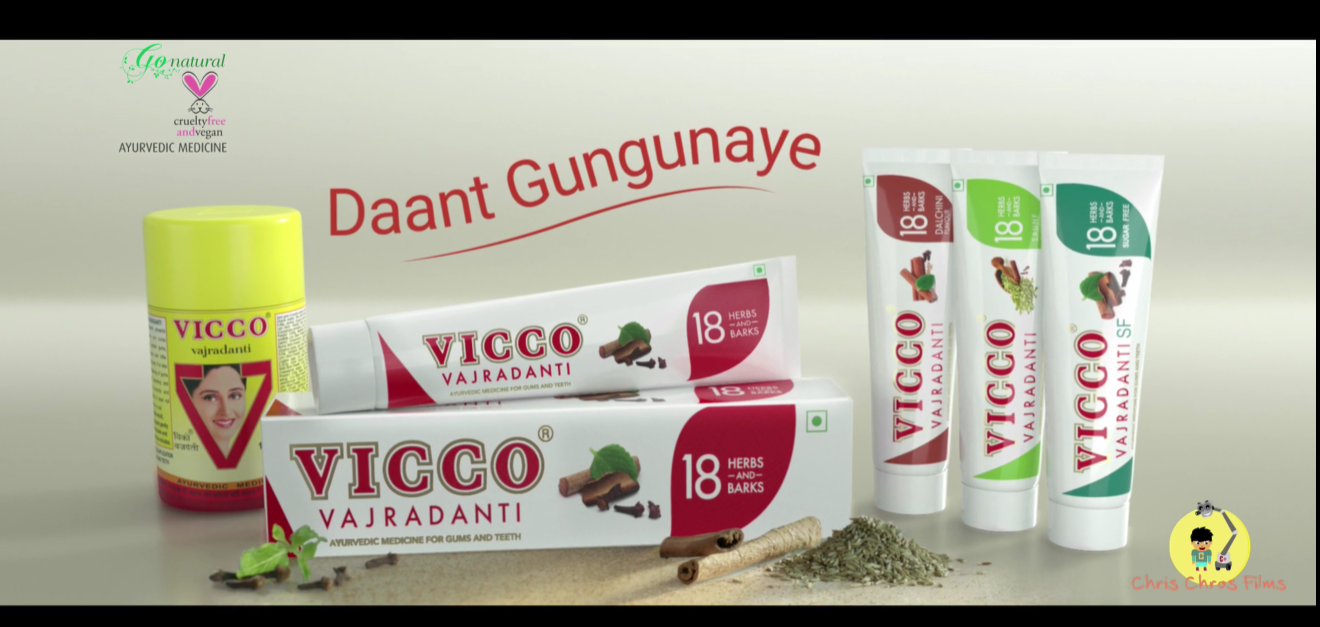 Go natural
crueltyfree
andvegan
AYURVEDIC MEDICINE
Daant Gungunaye
VICCO®
vajradanti
AYURVEDIC MEDI
VICCO®
VAJRADANTI
AYURVEDIC MEDICINE FOR GUMS AND TEETH
18 HERBS
AND
BARKS
VICCO®
VAJRADANTI
AYURVEDIC MEDICINE FOR GUMS AND TEETH
18 HERBS
AND
BARKS
18 HERBS
AND
BARKS
DALCHINI
VICCO
VAJRADANTI
18 HERBS
AND
BARKS
VICCO
VAJRADANTI
18 HERBS
AND
BARKS
SUGAR FREE
VICCO®
VAJRADANTI SF
Chris Chros Films